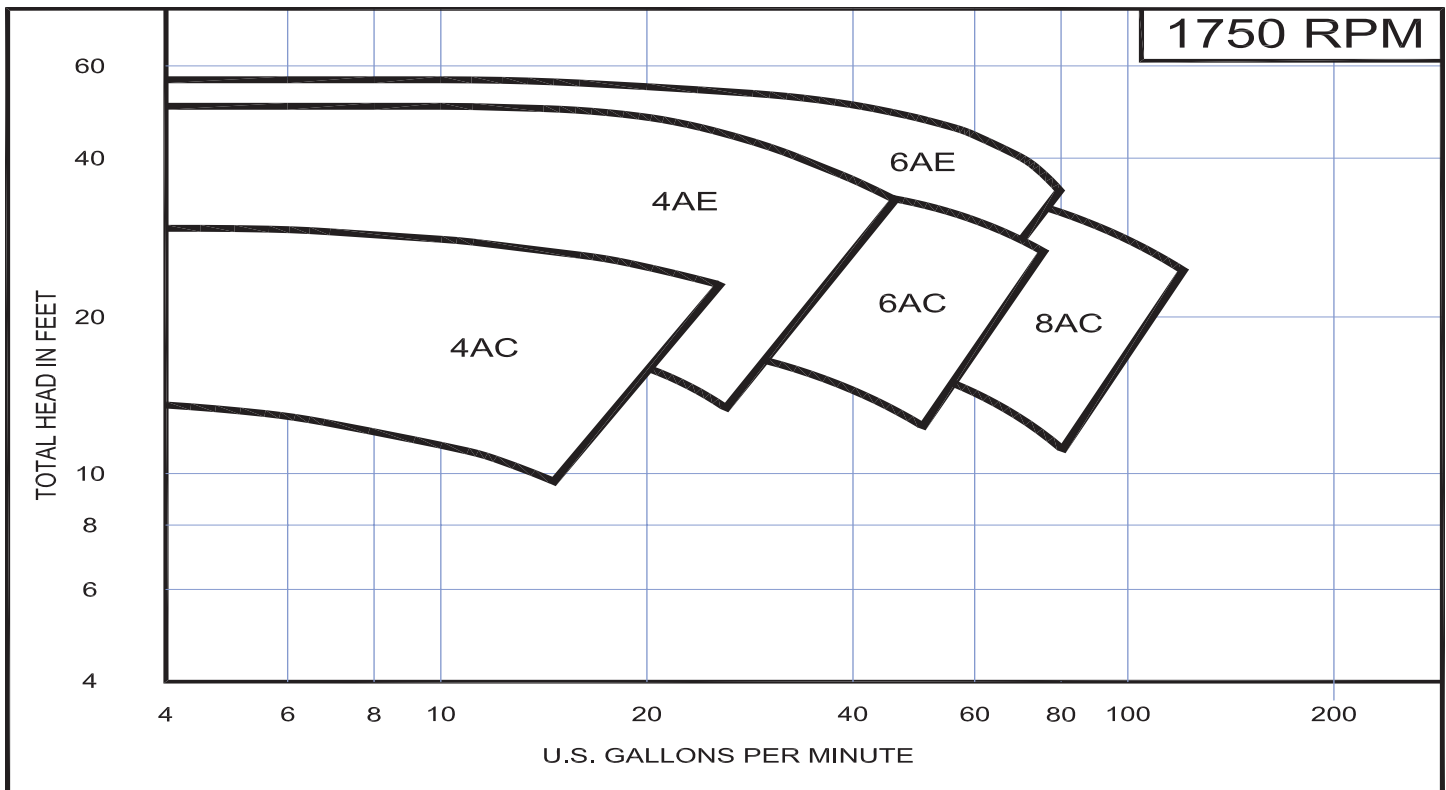 1750 RPM
60
40
20
10
8
6
4
TOTAL HEAD IN FEET
6AE
4AE
6AC
8AC
4AC
4 6 8 10 20 40 60 80 100 200
U.S. GALLONS PER MINUTE